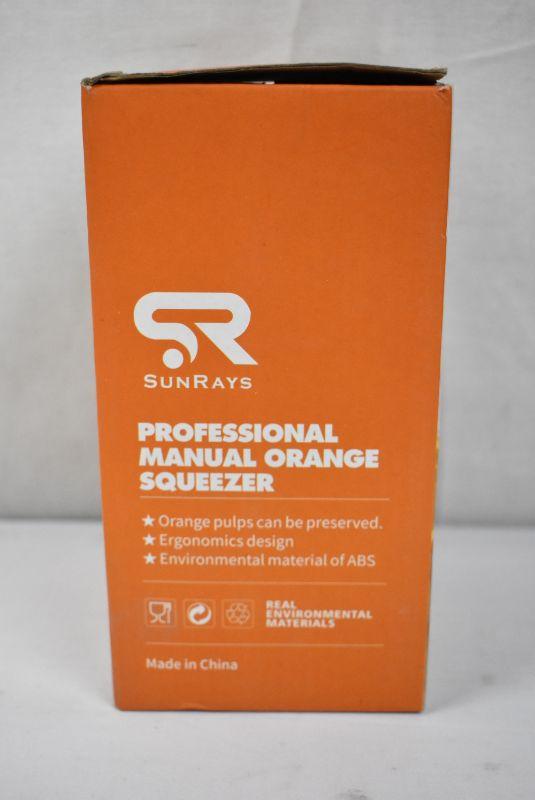 SR
SUNRAYS
PROFESSIONAL
MANUAL ORANGE
SQUEEZER
★ Orange pulps can be preserved.
★ Ergonomics design
★ Environmental material of ABS
REAL
ENVIRONMENTAL
MATERIALS
Made in China